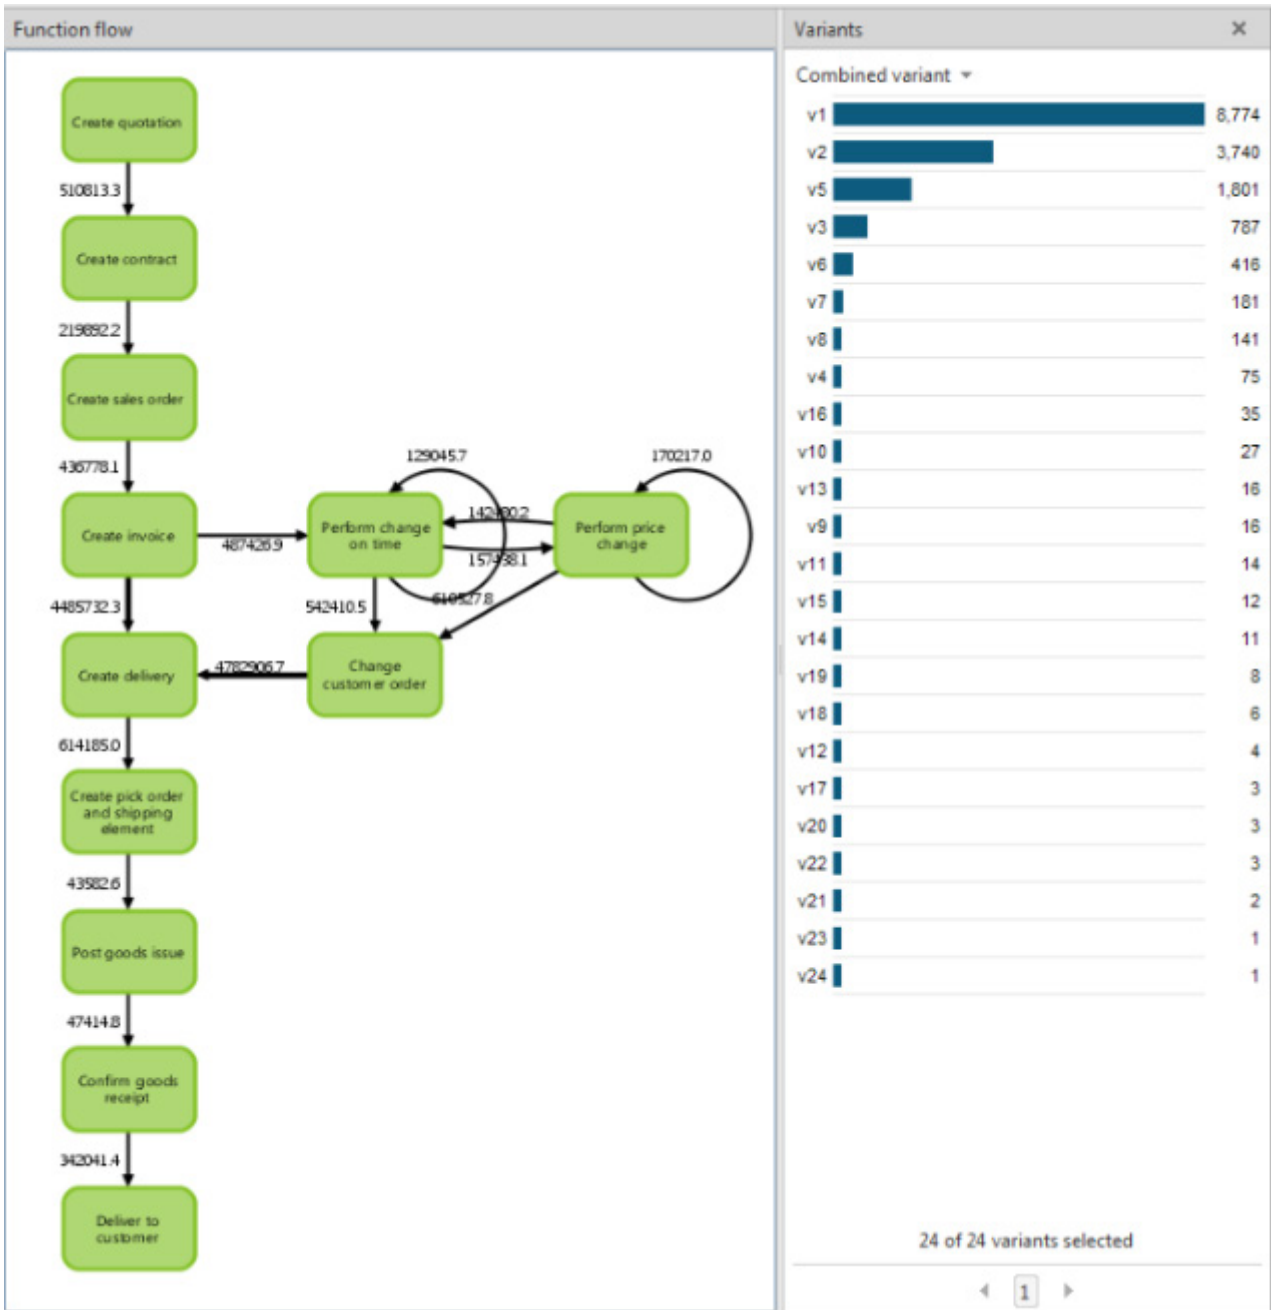 Function flow
Create quotation
510813.3
Create contract
219892.2
Create sales order
436778.1
Create invoice
487426.9
4485732.3
Create delivery
614185.0
Create pick order
and shipping
element
43582.6
Post goods issue
47414.8
Confirm goods
receipt
342041.4
Deliver to
customer
129045.7
Perform change
on time
157438.1
542410.5
170217.0
Perform price
change
Change
customer order
4782906.7
Variants
Combined variant
v1 8,774
v2 3,740
v5 1,801
v3 787
v6 416
v7 181
v8 141
v4 75
v16 35
v10 27
v13 16
v9 16
v11 14
v15 12
v14 11
v19 8
v18 6
v12 4
v17 3
v20 3
v22 3
v21 2
v23 1
v24 1
24 of 24 variants selected
1